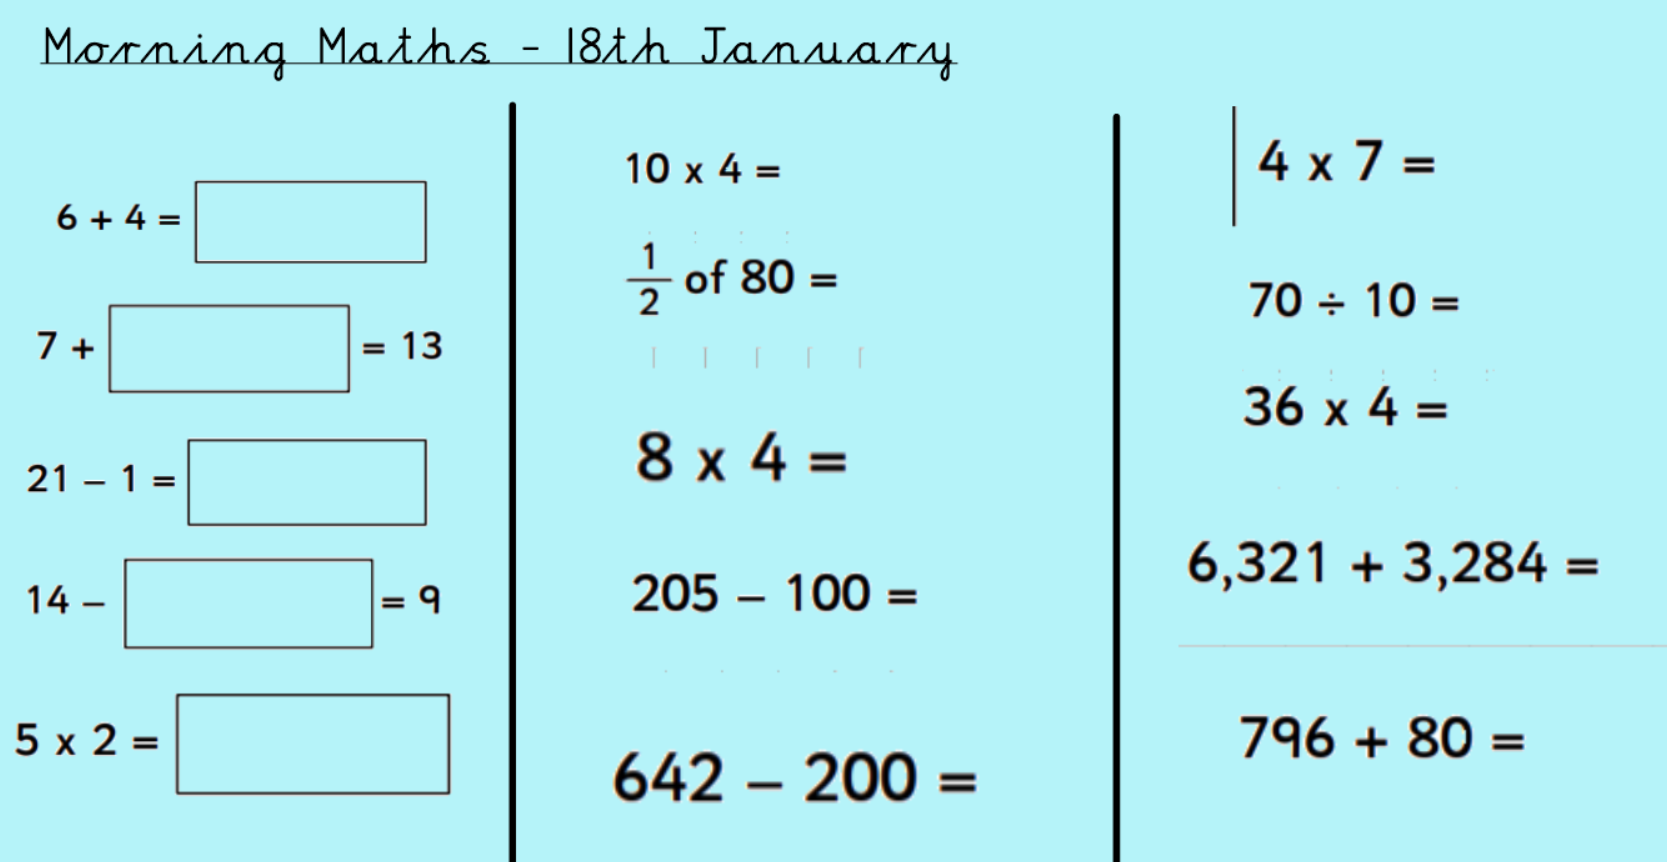 Morning Maths - 18th January
6 + 4 =
7 + = 13
21 – 1 =
14 – = 9
5 x 2 =
10 x 4 =
1/2 of 80 =
8 x 4 =
205 – 100 =
642 – 200 =
4 x 7 =
70 ÷ 10 =
36 x 4 =
6,321 + 3,284 =
796 + 80 =